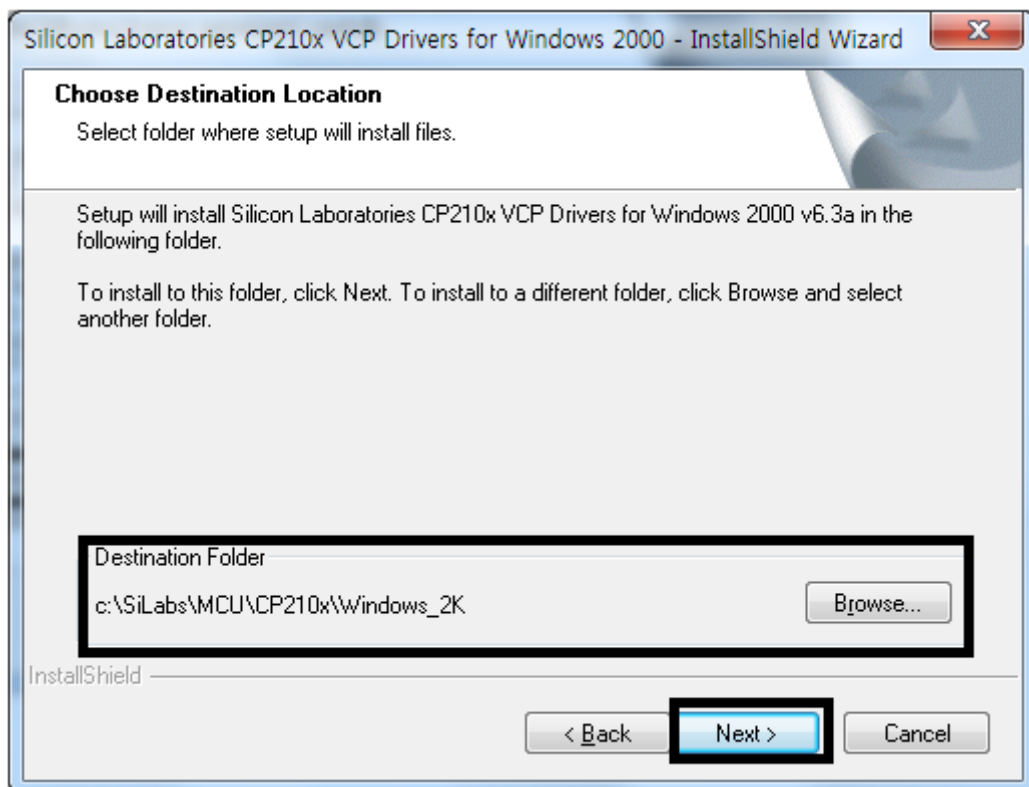 Silicon Laboratories CP210x VCP Drivers for Windows 2000 - InstallShield Wizard
Choose Destination Location
Select folder where setup will install files.
Setup will install Silicon Laboratories CP210x VCP Drivers for Windows 2000 v6.3a in the
following folder.
To install to this folder, click Next. To install to a different folder, click Browse and select
another folder.
Destination Folder
c:\SiLabs\MCU\CP210x\Windows_2K
Browse...
InstallShield
< Back
Next >
Cancel